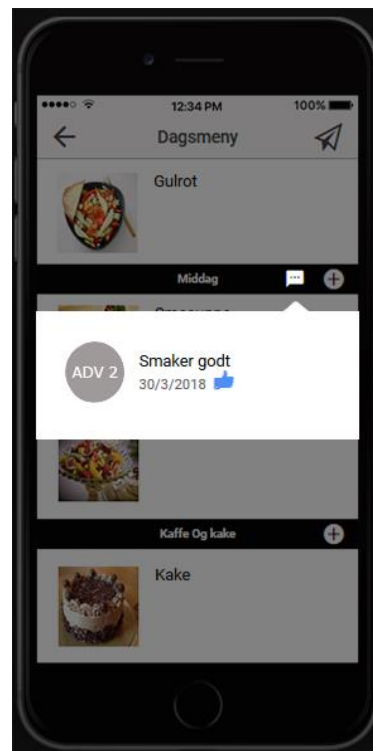 12:34 PM
100%
Dagsmeny
Gulrot
Middag
ADV 2
Smaker godt
30/3/2018
Kaffe Og kake
Kake